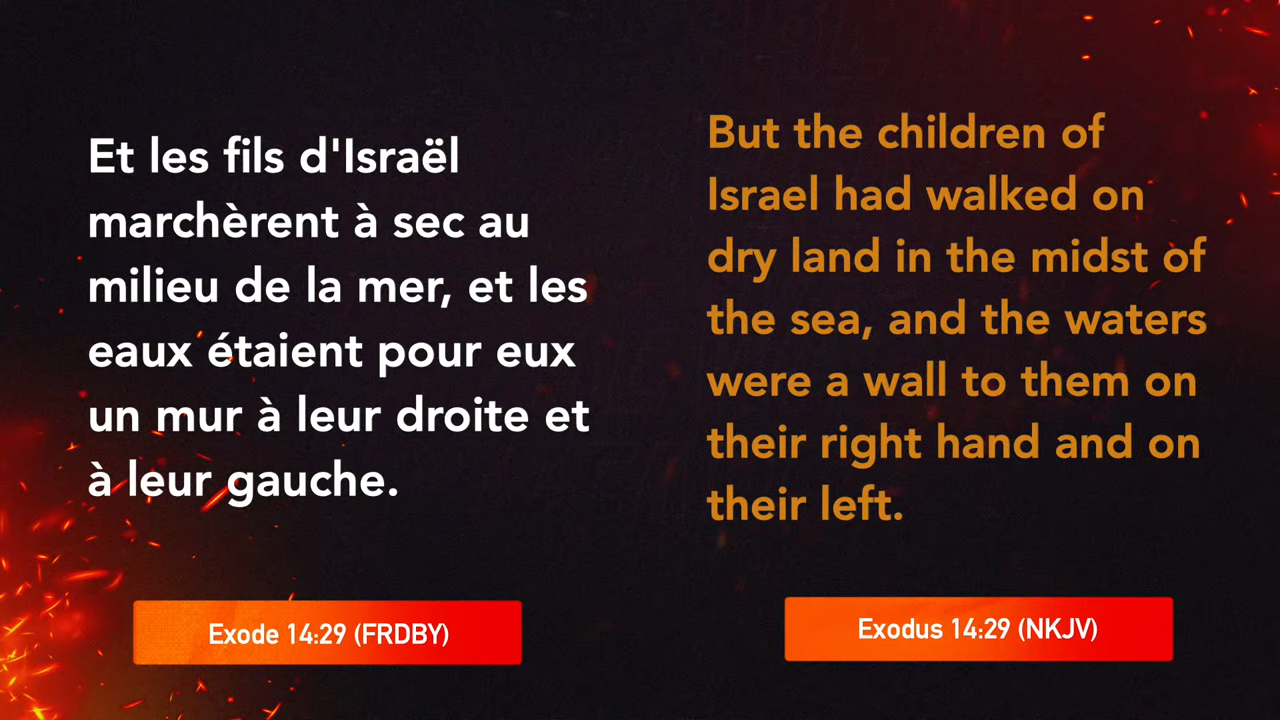 Et les fils d'Israël
marchèrent à sec au
milieu de la mer, et les
eaux étaient pour eux
un mur à leur droite et
à leur gauche.
Exode 14:29 (FRDBY)
But the children of
Israel had walked on
dry land in the midst of
the sea, and the waters
were a wall to them on
their right hand and on
their left.
Exodus 14:29 (NKJV)